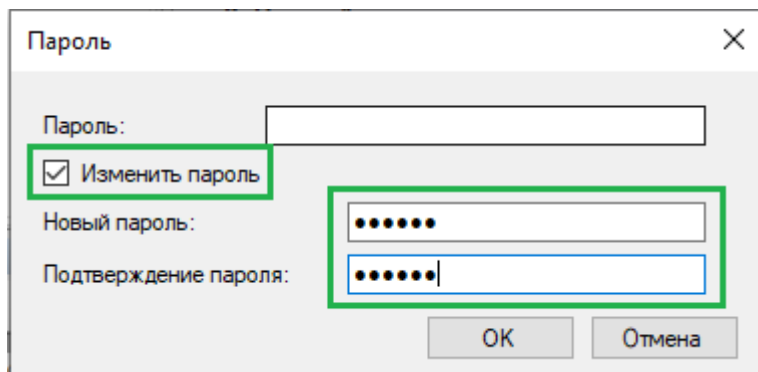 Пароль
Пароль:
Изменить пароль
Новый пароль: ••••••
Подтверждение пароля: ••••••
OK Отмена